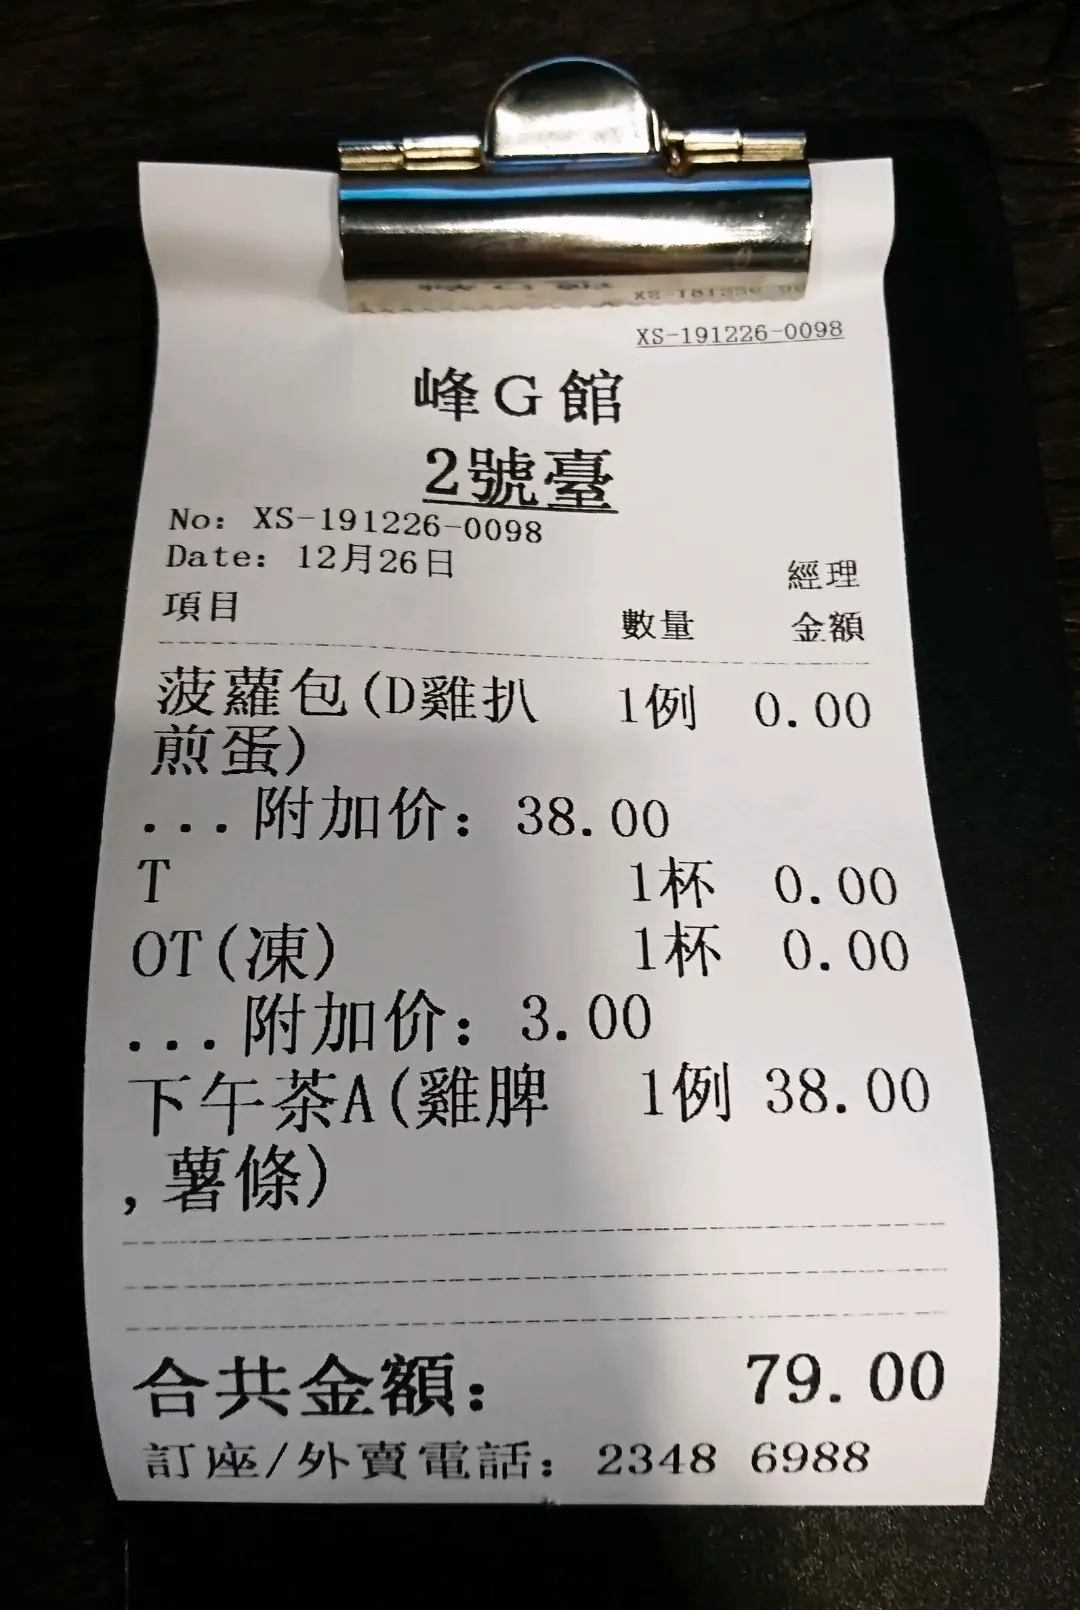 XS-191226-0098
峰G館
2號臺
No: XS-191226-0098
Date: 12月26日
經理
項目 數量 金額
菠蘿包(D雞扒 1例 0.00
煎蛋)
...附加价: 38.00
T 1杯 0.00
OT(凍) 1杯 0.00
...附加价: 3.00
下午茶A(雞脾 1例 38.00
,薯條)
合共金額: 79.00
訂座/外賣電話: 2348 6988